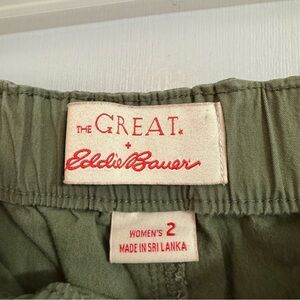 THE GREAT.
+
Eddie Bauer
WOMEN'S 2
MADE IN SRI LANKA